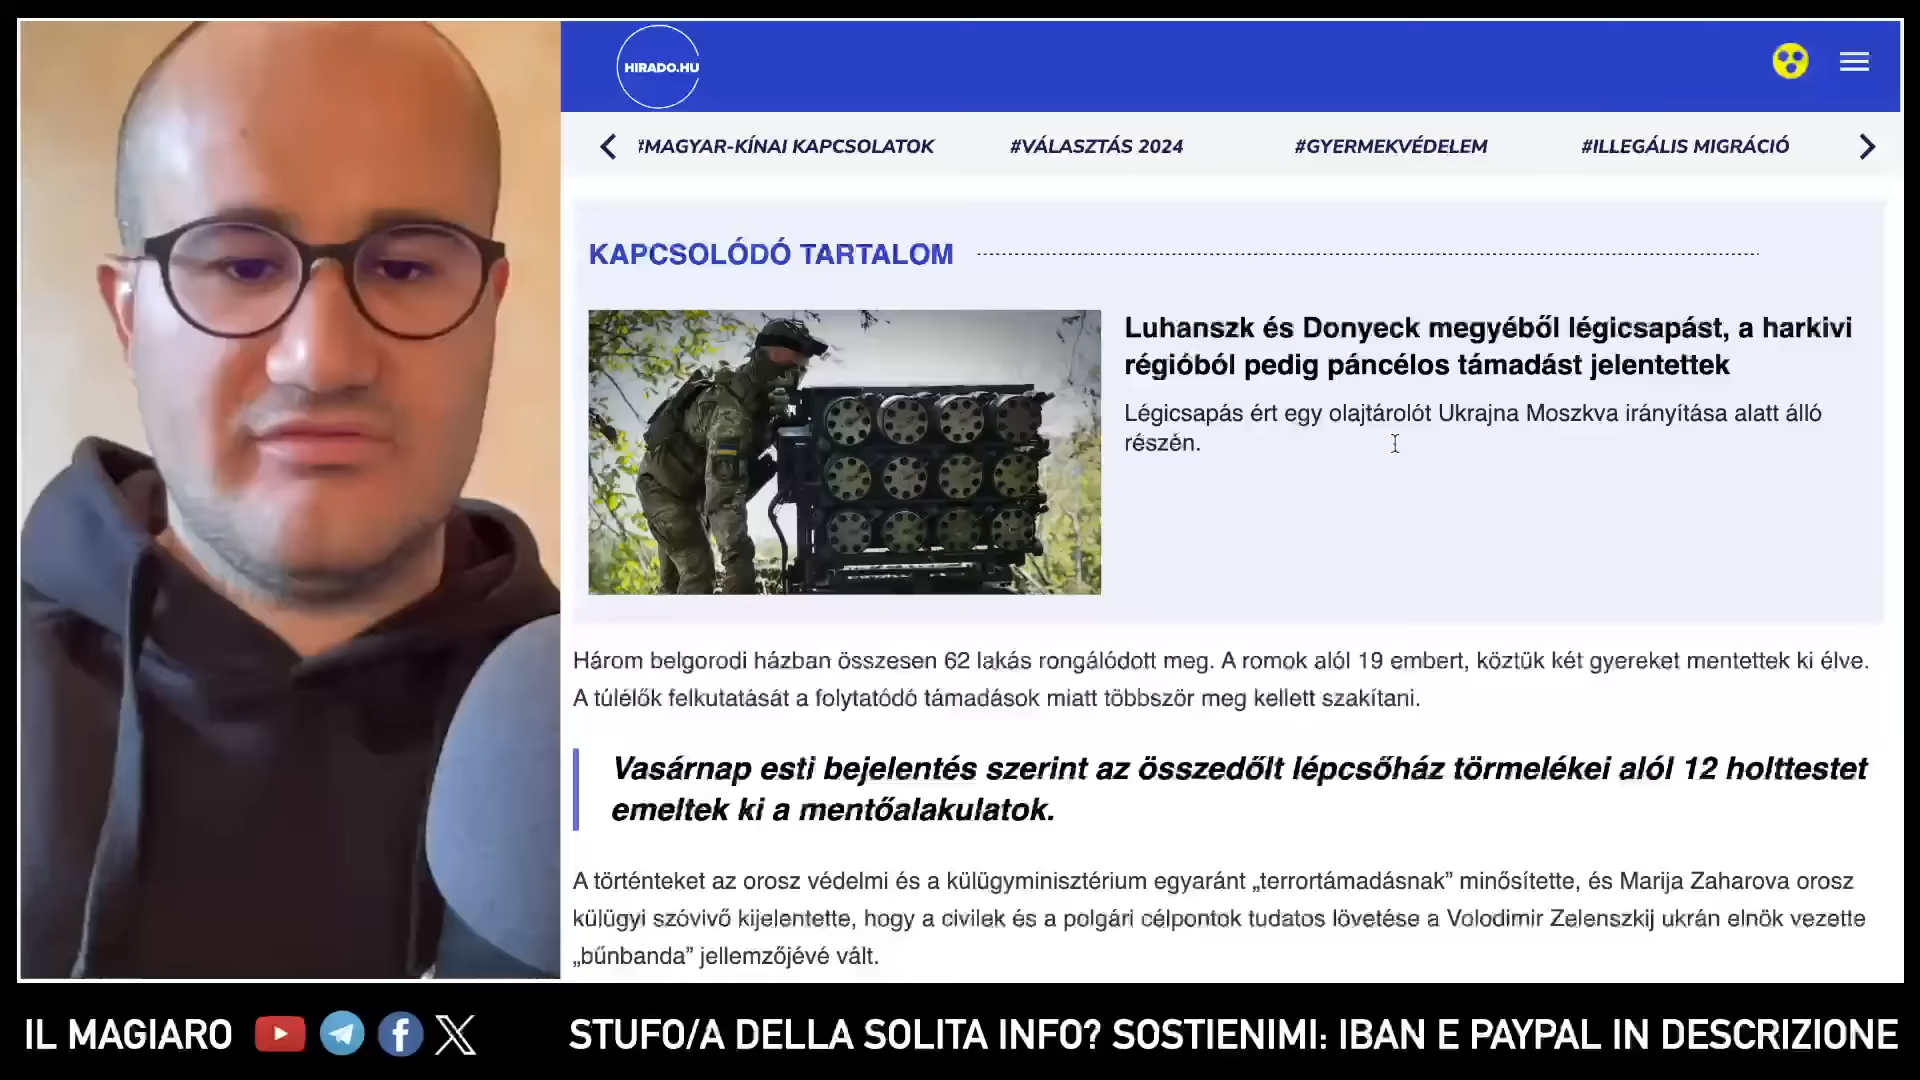 HIRADO.HU
#MAGYAR-KÍNAI KAPCSOLATOK #VÁLASZTÁS 2024 #GYERMEKVÉDELEM #ILLEGÁLIS MIGRÁCIÓ
KAPCSOLÓDÓ TARTALOM
Luhanszk és Donyeck megyéből légicsapást, a harkivi
régióból pedig páncélos támadást jelentettek
Légicsapás ért egy olajtárolót Ukrajna Moszkva irányítása alatt álló
részén.
Három belgorodi házban összesen 62 lakás rongálódott meg. A romok alól 19 embert, köztük két gyereket mentettek ki élve.
A túlélők felkutatását a folytatódó támadások miatt többször meg kellett szakítani.
Vasárnap esti bejelentés szerint az összedőlt lépcsőház törmelékei alól 12 holttestet
emeltek ki a mentőalakulatok.
A történteket az orosz védelmi és a külügyminisztérium egyaránt „terrortámadásnak” minősítette, és Marija Zaharova orosz
külügyi szóvivő kijelentette, hogy a civilek és a polgári célpontok tudatos lövetése a Volodimir Zelenszkij ukrán elnök vezette
„bűnbanda” jellemzőjévé vált.
IL MAGIARO STUFO/A DELLA SOLITA INFO? SOSTIENIMI: IBAN E PAYPAL IN DESCRIZIONE